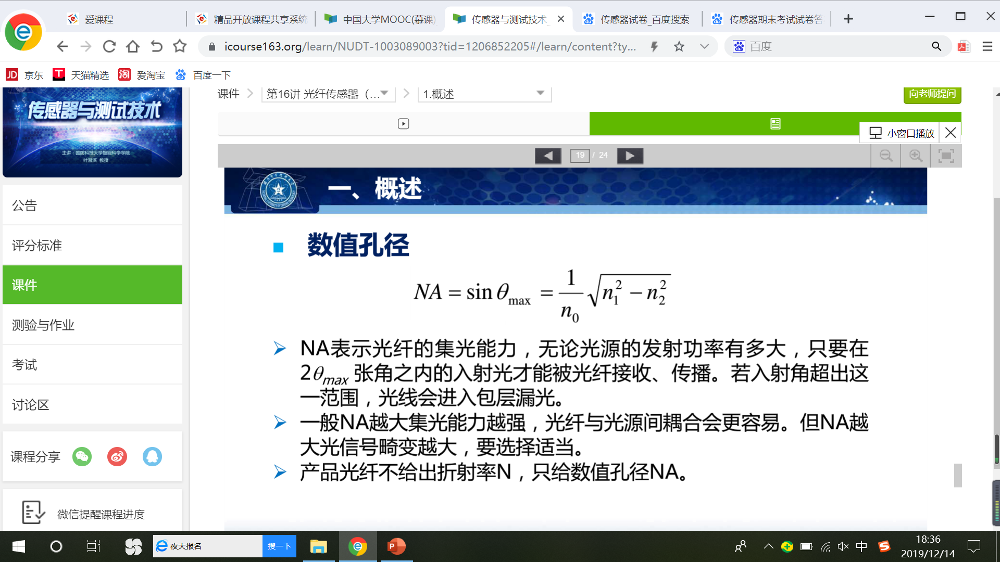 爱课程
精品开放课程共享系统
中国大学MOOC(慕课)
传感器与测试技术_
传感器试卷_百度搜索
传感器期末考试试卷答
icourse163.org/learn/NUDT-1003089003?tid=1206852205#/learn/content?ty...
百度
JD 京东
T 天猫精选
淘 爱淘宝
百度一下
传感器与测试技术
主讲：国防科技大学智能科学学院
叶湘滨 教授
公告
评分标准
课件
测验与作业
考试
讨论区
课程分享
微信提醒课程进度
课件
第16讲 光纤传感器（...
1.概述
向老师提问
小窗口播放
19 / 24
一、概述
数值孔径
NA = sin θmax = 1/n0 √(n1² − n2²)
NA表示光纤的集光能力，无论光源的发射功率有多大，只要在
2θmax 张角之内的入射光才能被光纤接收、传播。若入射角超出这
一范围，光线会进入包层漏光。
一般NA越大集光能力越强，光纤与光源间耦合会更容易。但NA越
大光信号畸变越大，要选择适当。
产品光纤不给出折射率N，只给数值孔径NA。
夜大报名
搜一下
中
18:36
2019/12/14